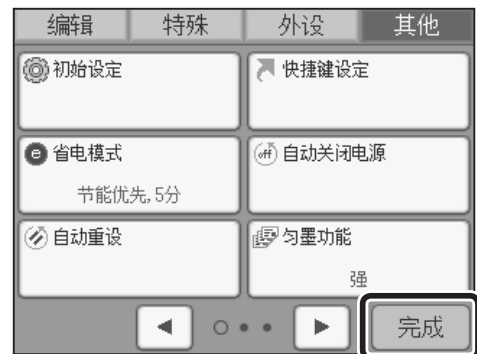 编辑 特殊 外设 其他
初始设定 快捷键设定
省电模式 自动关闭电源
节能优先,5分
自动重设 匀墨功能
强
完成